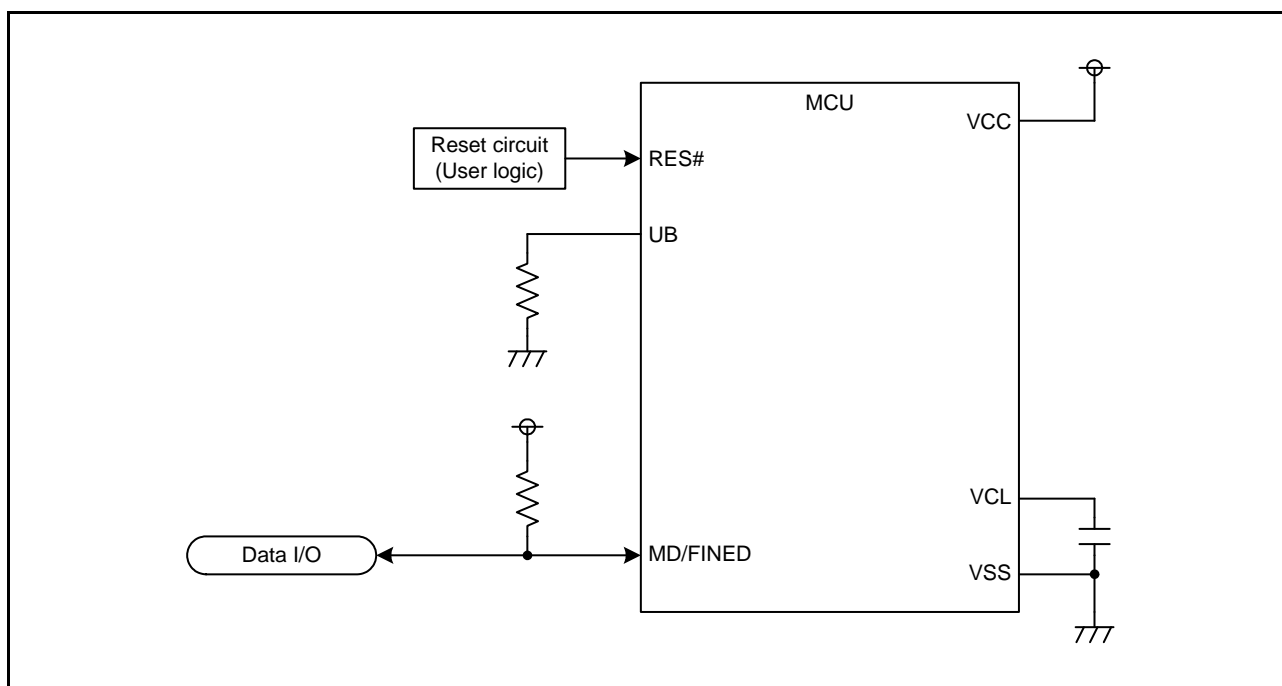 MCU
VCC
Reset circuit
(User logic)
RES#
UB
VCL
Data I/O
MD/FINED
VSS